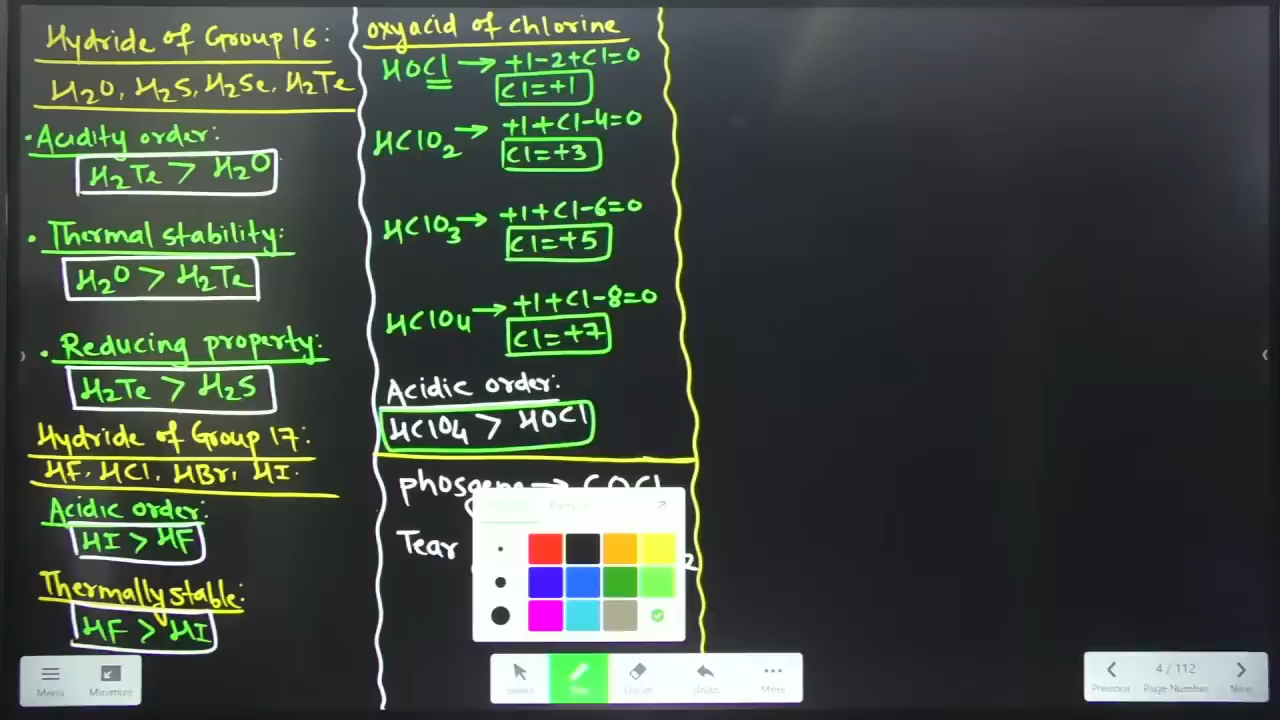 Hydride of Group 16:
H2O, H2S, H2Se, H2Te
· Acidity order:
H2Te > H2O
· Thermal stability:
H2O > H2Te
· Reducing property:
H2Te > H2S
Hydride of Group 17:
HF, HCl, HBr, HI.
Acidic order:
HI > HF
Thermally stable:
HF > HI
oxyacid of chlorine
HOCl → +1-2+Cl=0
Cl=+1
HClO2 → +1+Cl-4=0
Cl=+3
HClO3 → +1+Cl-6=0
Cl=+5
HClO4 → +1+Cl-8=0
Cl=+7
Acidic order:
HClO4 > HOCl
phosgene → COCl
Tear
2
Menu
Minimize
Select
Pen
Eraser
Undo
More
4 / 112
Previous
Page Number
Next